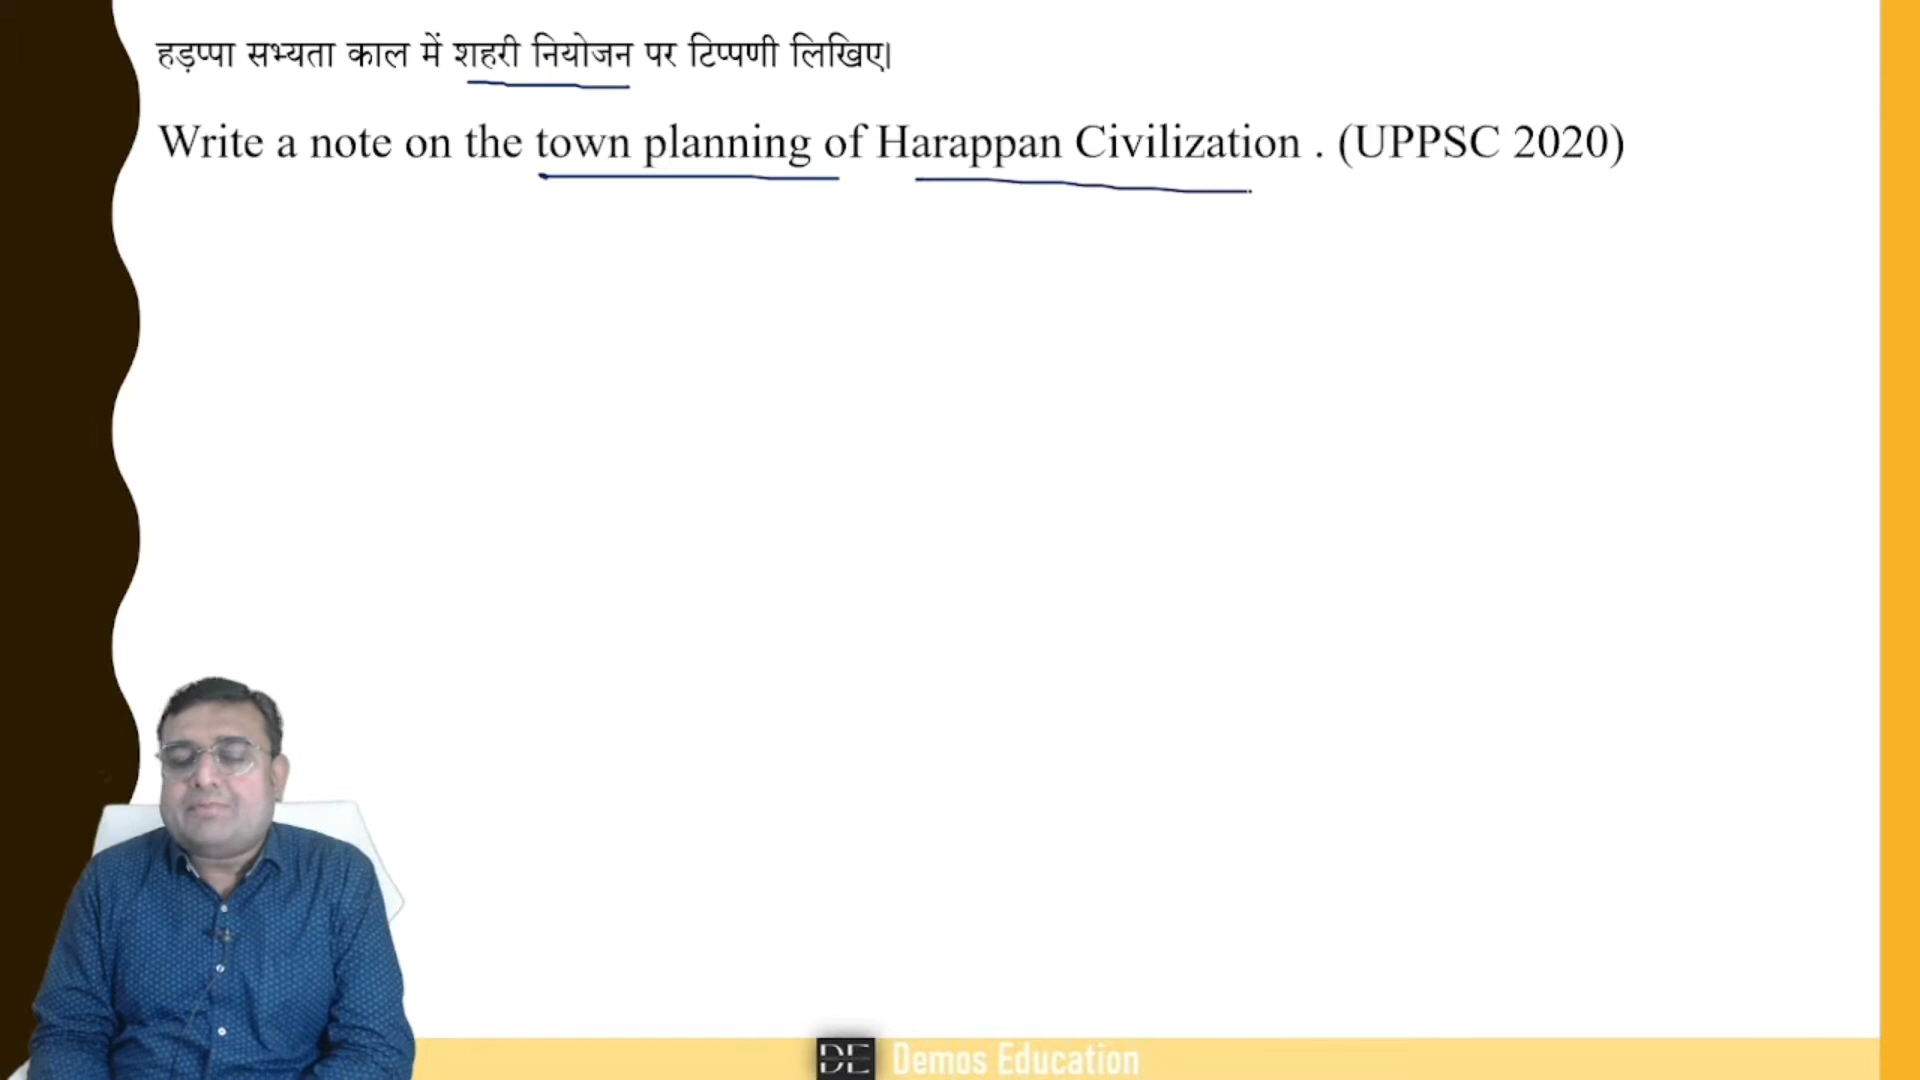 हड़प्पा सभ्यता काल में शहरी नियोजन पर टिप्पणी लिखिए।
Write a note on the town planning of Harappan Civilization . (UPPSC 2020)
DE Demos Education